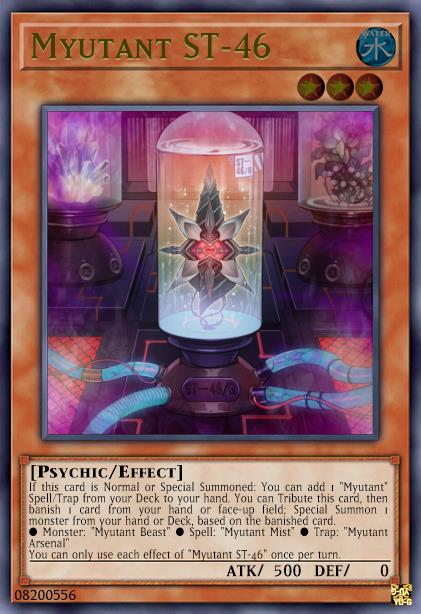 MYUTANT ST-46
WATER
水
ST-
46/0
ST-46/0
[PSYCHIC/EFFECT]
If this card is Normal or Special Summoned: You can add 1 "Myutant"
Spell/Trap from your Deck to your hand. You can Tribute this card, then
banish 1 card from your hand or face-up field; Special Summon 1
monster from your hand or Deck, based on the banished card.
● Monster: "Myutant Beast" ● Spell: "Myutant Mist" ● Trap: "Myutant
Arsenal"
You can only use each effect of "Myutant ST-46" once per turn.
ATK/ 500 DEF/ 0
08200556